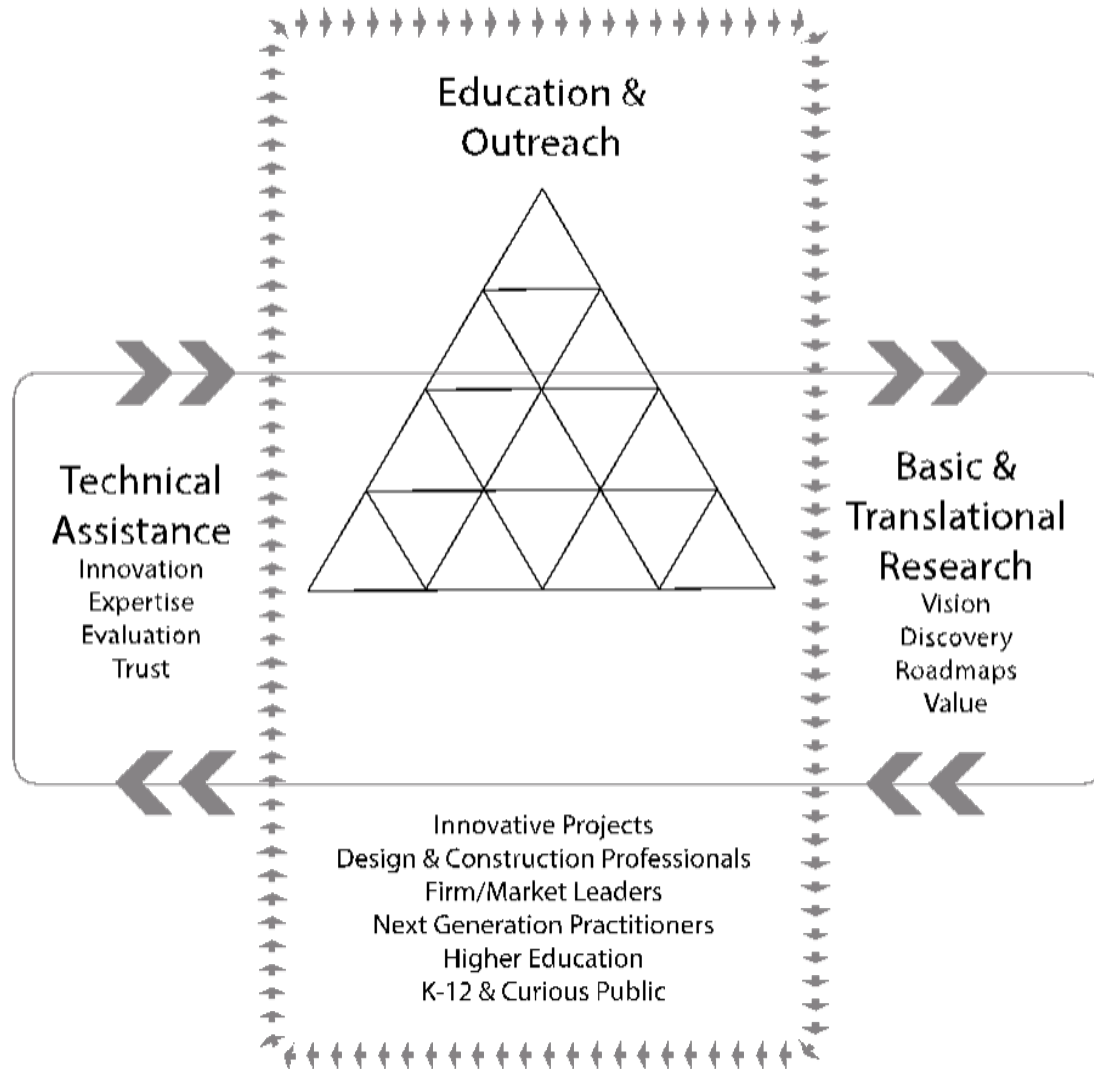 Education &
Outreach
Technical
Assistance
Innovation
Expertise
Evaluation
Trust
Basic &
Translational
Research
Vision
Discovery
Roadmaps
Value
Innovative Projects
Design & Construction Professionals
Firm/Market Leaders
Next Generation Practitioners
Higher Education
K-12 & Curious Public